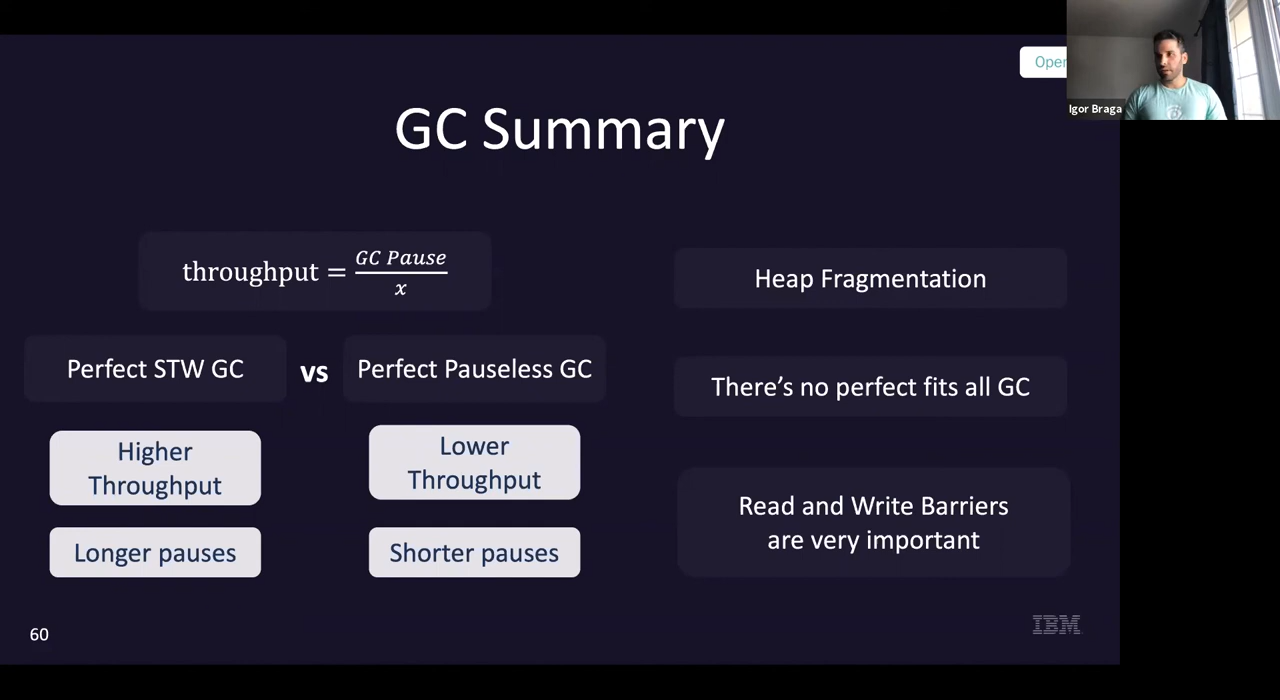 Open
Igor Braga
GC Summary
throughput = GC Pause / x
Perfect STW GC
vs
Perfect Pauseless GC
Higher
Throughput
Lower
Throughput
Longer pauses
Shorter pauses
Heap Fragmentation
There's no perfect fits all GC
Read and Write Barriers
are very important
60
IBM